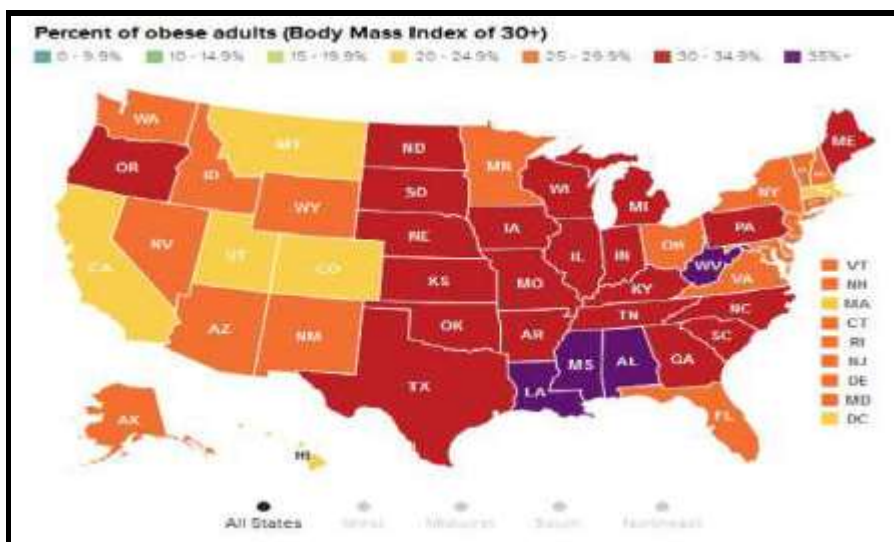 Percent of obese adults (Body Mass Index of 30+)
0 - 9.9% 10 - 14.9% 15 - 19.9% 20 - 24.9% 25 - 29.9% 30 - 34.9% 35%+
WA
MT
ND
MN
ME
OR
ID
SD
WI
NY
WY
MI
NE
IA
PA
NV
UT
IL
IN
OH
CA
CO
WV
VA
KS
MO
KY
NC
TN
AZ
NM
OK
AR
SC
MS
AL
GA
TX
LA
AK
FL
HI
VT
NH
MA
CT
RI
NJ
DE
MD
DC
All States West Midwest South Northeast